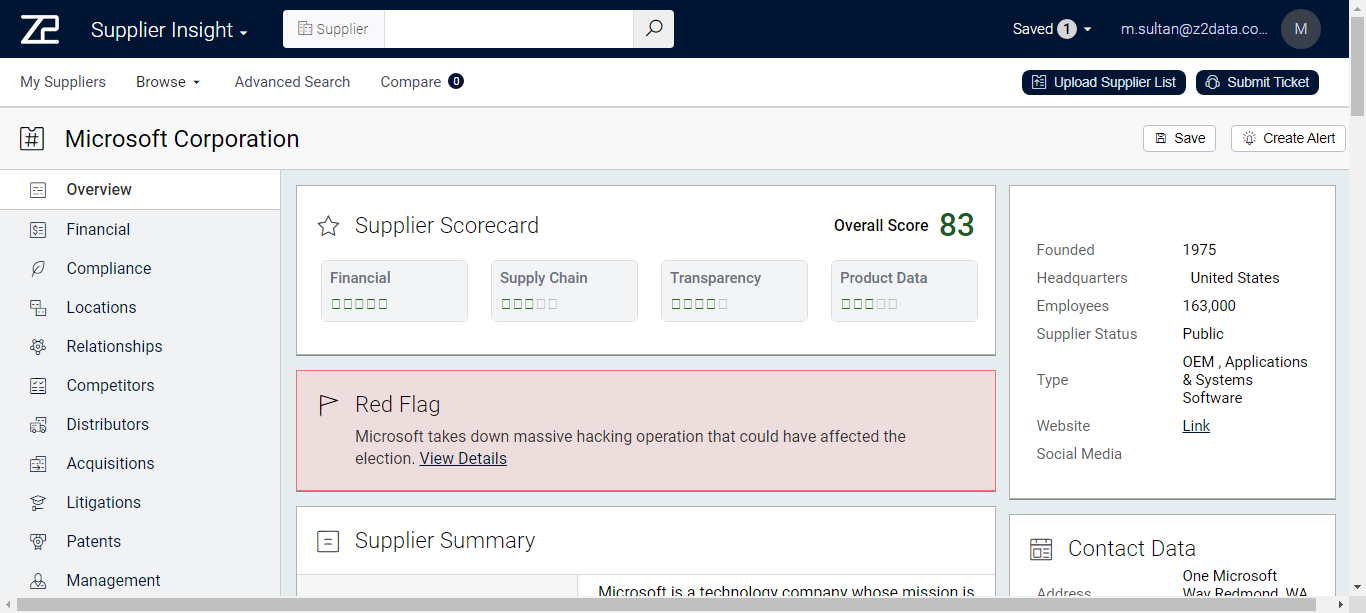 Z2
Supplier Insight
Supplier
Saved 1
m.sultan@z2data.co...
M
My Suppliers
Browse
Advanced Search
Compare 0
Upload Supplier List
Submit Ticket
#
Microsoft Corporation
Save
Create Alert
Overview
Financial
Compliance
Locations
Relationships
Competitors
Distributors
Acquisitions
Litigations
Patents
Management
Supplier Scorecard
Overall Score 83
Financial
Supply Chain
Transparency
Product Data
Red Flag
Microsoft takes down massive hacking operation that could have affected the
election. View Details
Supplier Summary
Microsoft is a technology company whose mission is
Founded 1975
Headquarters United States
Employees 163,000
Supplier Status Public
Type OEM , Applications
& Systems
Software
Website Link
Social Media
Contact Data
Address One Microsoft
Way Redmond, WA